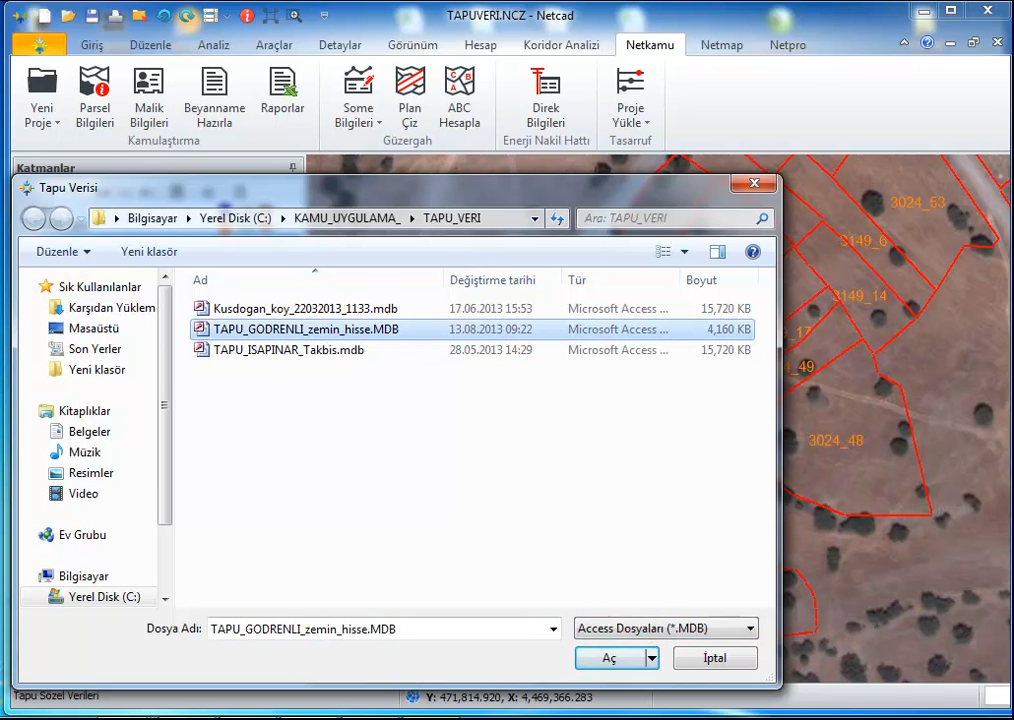 TAPUVERI.NCZ - Netcad
Giriş Düzenle Analiz Araçlar Detaylar Görünüm Hesap Koridor Analizi Netkamu Netmap Netpro
Yeni Proje
Parsel Bilgileri
Malik Bilgileri
Beyanname Hazırla
Raporlar
Some Bilgileri
Plan Çiz
ABC Hesapla
Direk Bilgileri
Proje Yükle
Kamulaştırma Güzergah Enerji Nakil Hattı Tasarruf
Katmanlar
Tapu Verisi
Bilgisayar Yerel Disk (C:) KAMU_UYGULAMA_ TAPU_VERI
Ara: TAPU_VERI
Düzenle Yeni klasör
Ad Değiştirme tarihi Tür Boyut
Kusdogan_koy_22032013_1133.mdb 17.06.2013 15:53 Microsoft Access ... 15,720 KB
TAPU_GODRENLI_zemin_hisse.MDB 13.08.2013 09:22 Microsoft Access ... 4,160 KB
TAPU_ISAPINAR_Takbis.mdb 28.05.2013 14:29 Microsoft Access ... 15,720 KB
Sık Kullanılanlar
Karşıdan Yüklem
Masaüstü
Son Yerler
Yeni klasör
Kitaplıklar
Belgeler
Müzik
Resimler
Video
Ev Grubu
Bilgisayar
Yerel Disk (C:)
Dosya Adı: TAPU_GODRENLI_zemin_hisse.MDB
Access Dosyaları (*.MDB)
Aç İptal
3024_53
3149_6
3149_14
_17
_49
3024_48
Tapu Sözel Verileri
Y: 471,814.920, X: 4,469,366.283